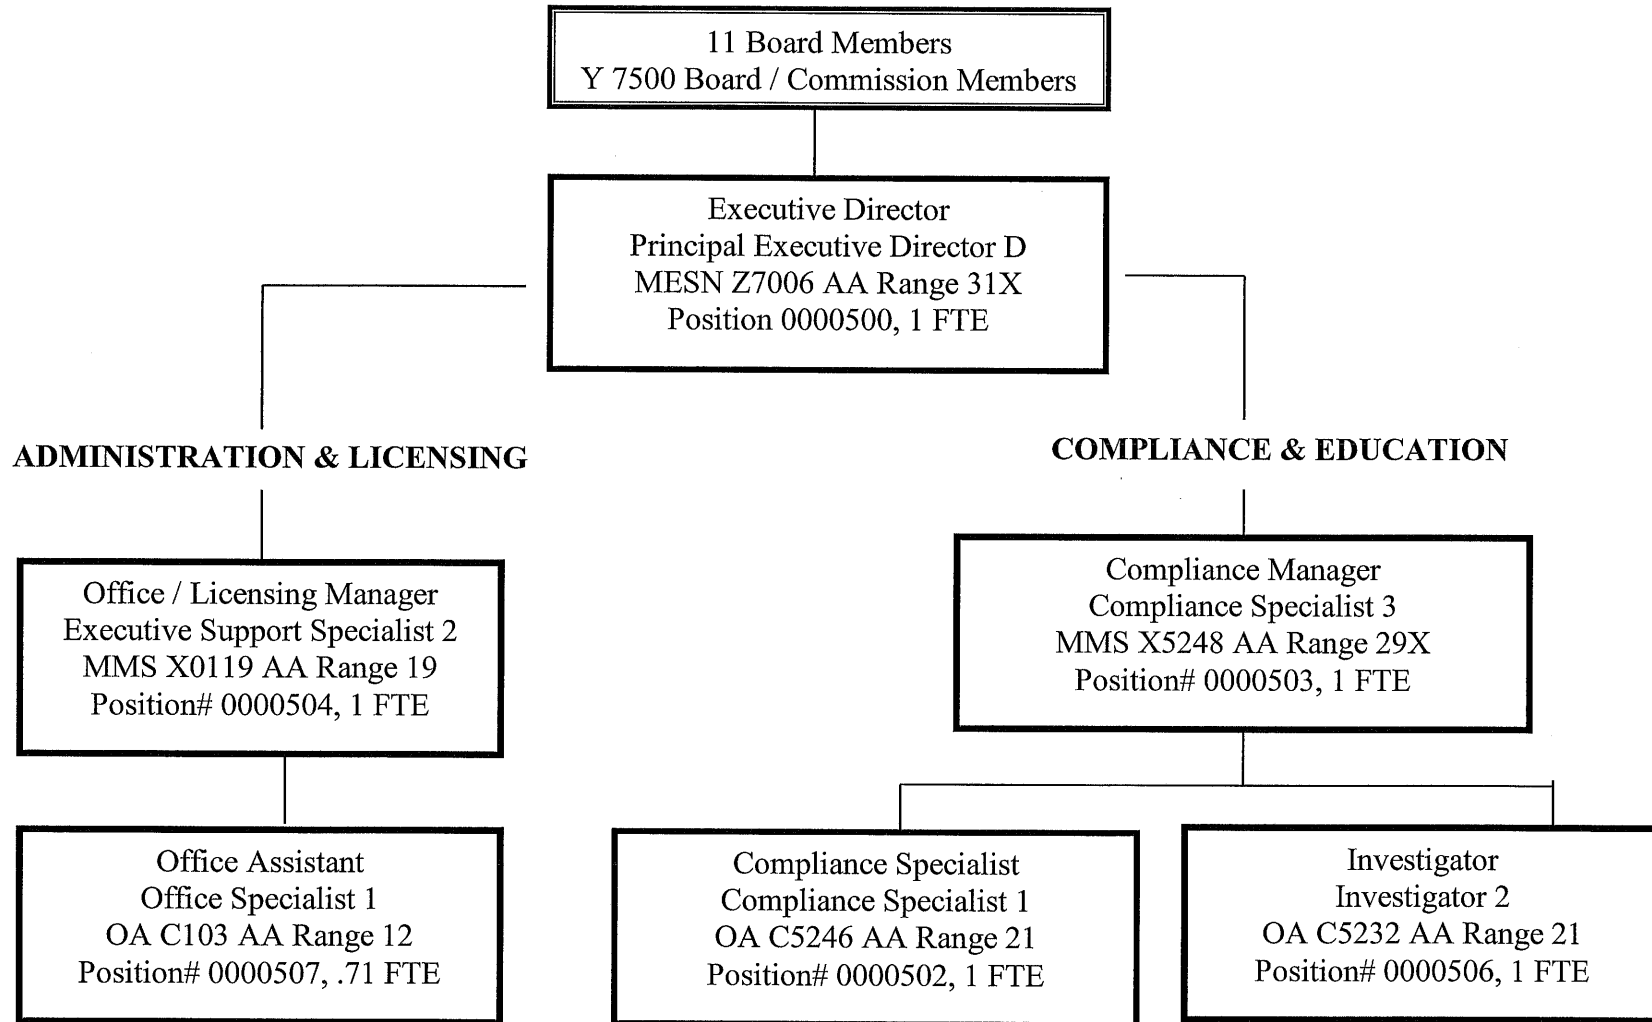 11 Board Members
Y 7500 Board / Commission Members
Executive Director
Principal Executive Director D
MESN Z7006 AA Range 31X
Position 0000500, 1 FTE
ADMINISTRATION & LICENSING
COMPLIANCE & EDUCATION
Office / Licensing Manager
Executive Support Specialist 2
MMS X0119 AA Range 19
Position# 0000504, 1 FTE
Compliance Manager
Compliance Specialist 3
MMS X5248 AA Range 29X
Position# 0000503, 1 FTE
Office Assistant
Office Specialist 1
OA C103 AA Range 12
Position# 0000507, .71 FTE
Compliance Specialist
Compliance Specialist 1
OA C5246 AA Range 21
Position# 0000502, 1 FTE
Investigator
Investigator 2
OA C5232 AA Range 21
Position# 0000506, 1 FTE